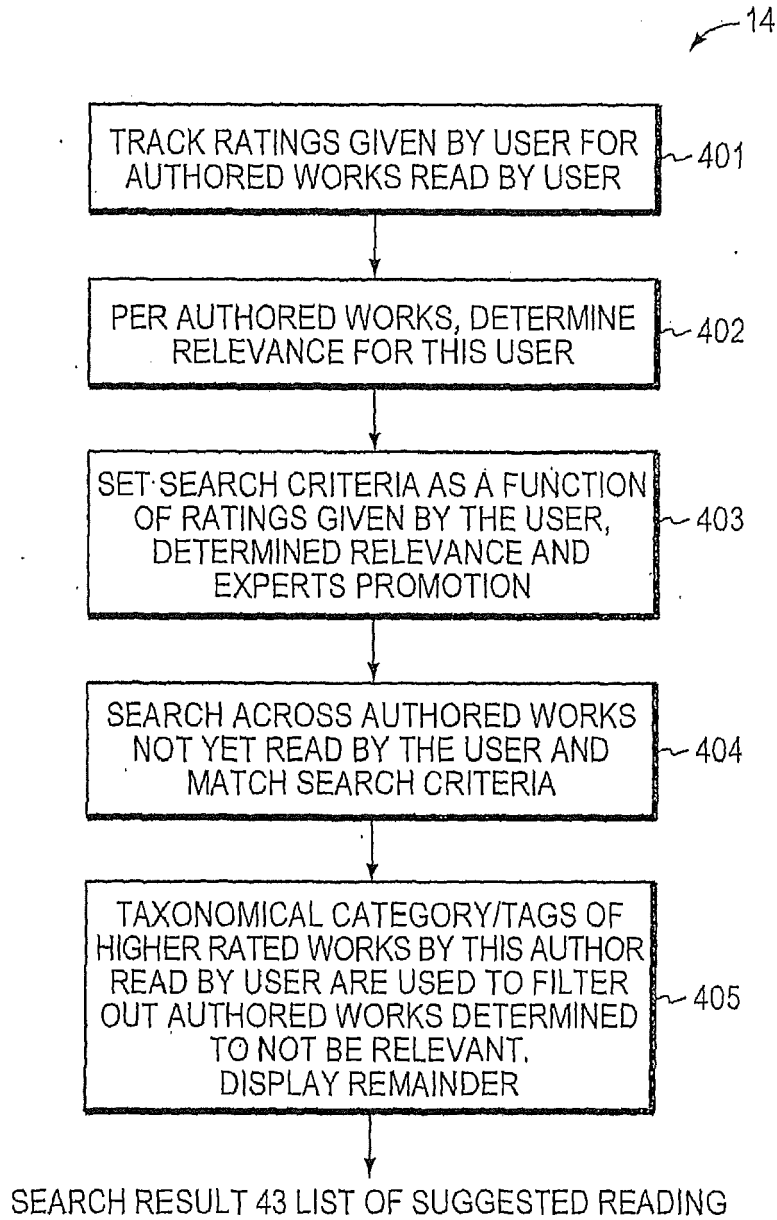 14
TRACK RATINGS GIVEN BY USER FOR
AUTHORED WORKS READ BY USER
401
PER AUTHORED WORKS, DETERMINE
RELEVANCE FOR THIS USER
402
SET SEARCH CRITERIA AS A FUNCTION
OF RATINGS GIVEN BY THE USER,
DETERMINED RELEVANCE AND
EXPERTS PROMOTION
403
SEARCH ACROSS AUTHORED WORKS
NOT YET READ BY THE USER AND
MATCH SEARCH CRITERIA
404
TAXONOMICAL CATEGORY/TAGS OF
HIGHER RATED WORKS BY THIS AUTHOR
READ BY USER ARE USED TO FILTER
OUT AUTHORED WORKS DETERMINED
TO NOT BE RELEVANT.
DISPLAY REMAINDER
405
SEARCH RESULT 43 LIST OF SUGGESTED READING